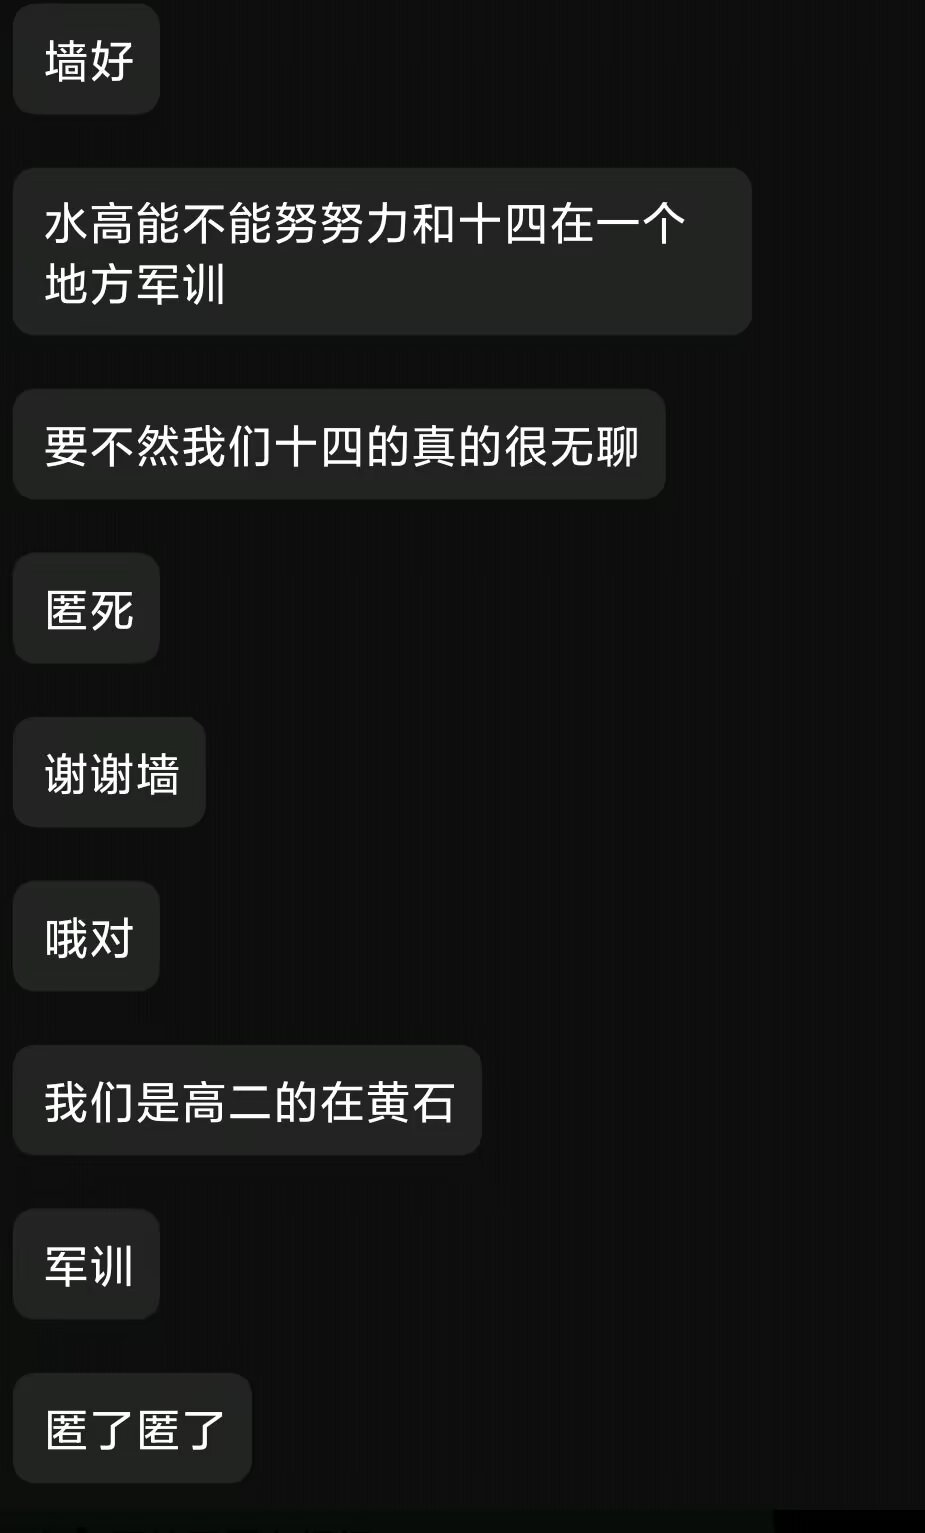 墙好
水高能不能努努力和十四在一个
地方军训
要不然我们十四的真的很无聊
匿死
谢谢墙
哦对
我们是高二的在黄石
军训
匿了匿了